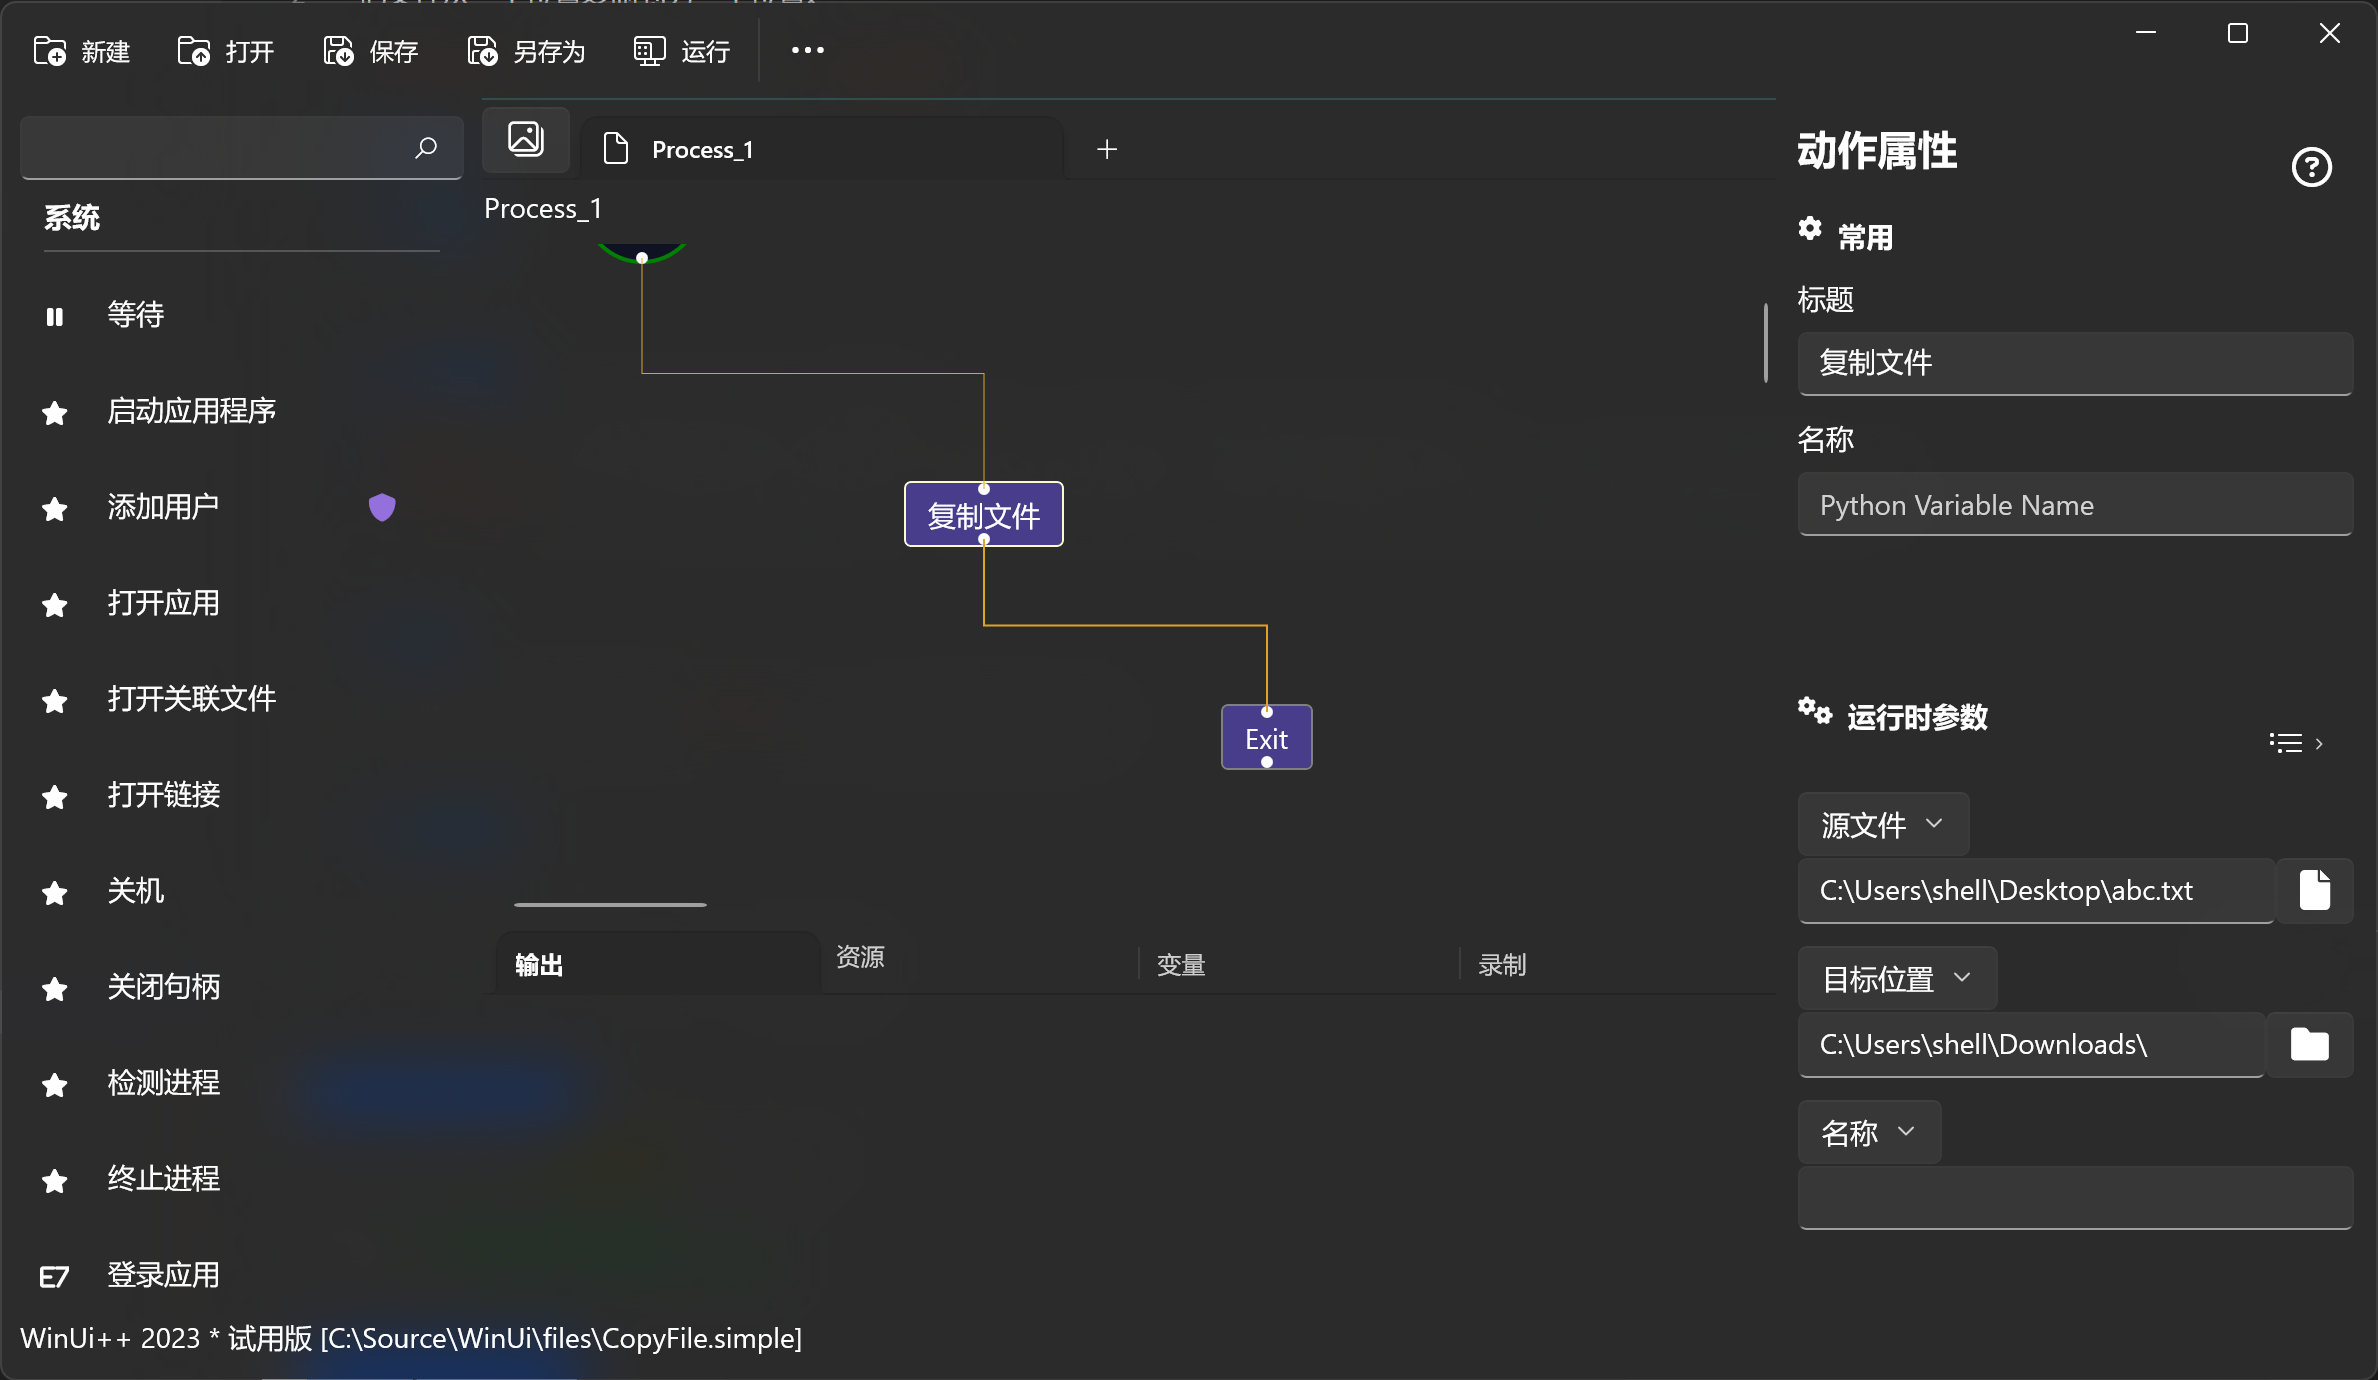 新建
打开
保存
另存为
运行
系统
等待
启动应用程序
添加用户
打开应用
打开关联文件
打开链接
关机
关闭句柄
检测进程
终止进程
登录应用
Process_1
Process_1
复制文件
Exit
输出
资源
变量
录制
动作属性
常用
标题
复制文件
名称
Python Variable Name
运行时参数
源文件
C:\Users\shell\Desktop\abc.txt
目标位置
C:\Users\shell\Downloads\
名称
WinUi++ 2023 * 试用版 [C:\Source\WinUi\files\CopyFile.simple]